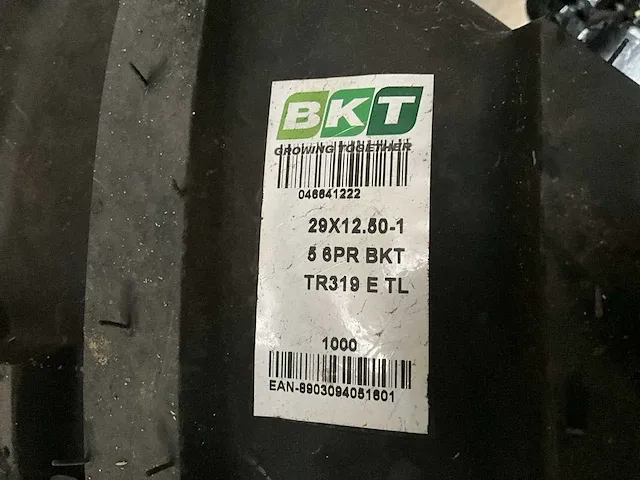 BKT
GROWING TOGETHER
046641222
29X12.50-1
5 6PR BKT
TR319 E TL
1000
EAN-8903094051601